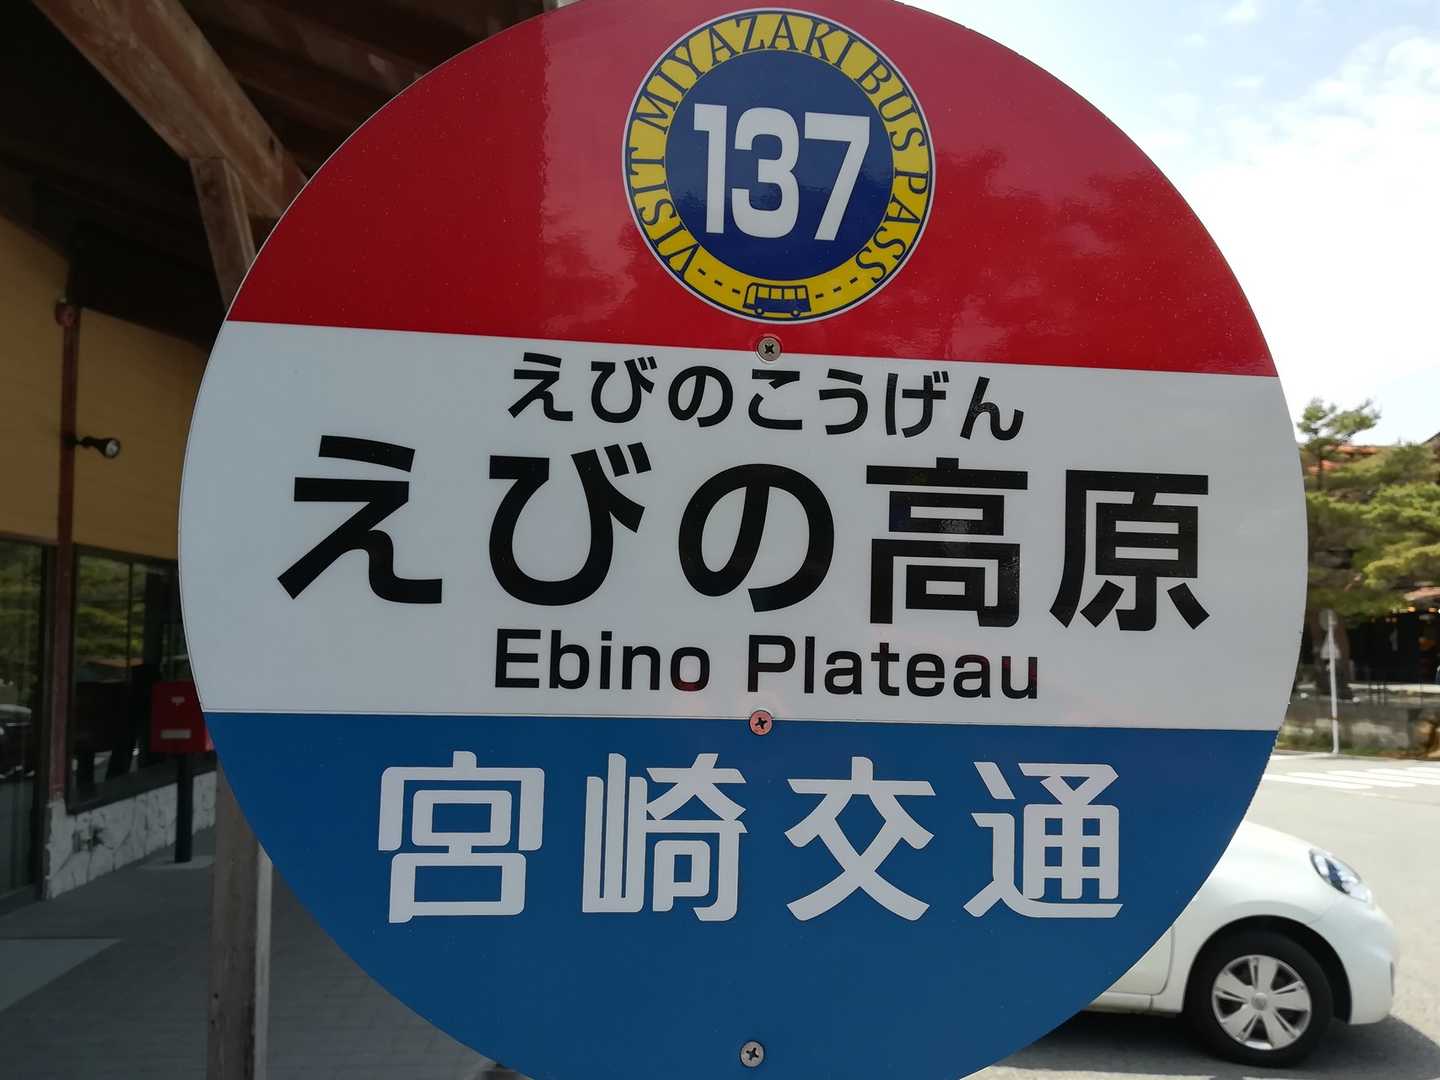 VISIT MIYAZAKI BUS PASS
137
えびのこうげん
えびの高原
Ebino Plateau
宮崎交通